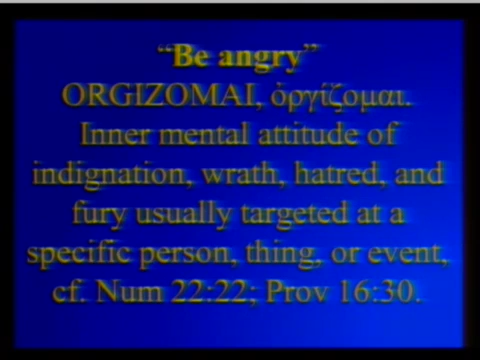 “Be angry”
ORGIZOMAI, ὀργίζομαι.
Inner mental attitude of
indignation, wrath, hatred, and
fury usually targeted at a
specific person, thing, or event,
cf. Num 22:22; Prov 16:30.